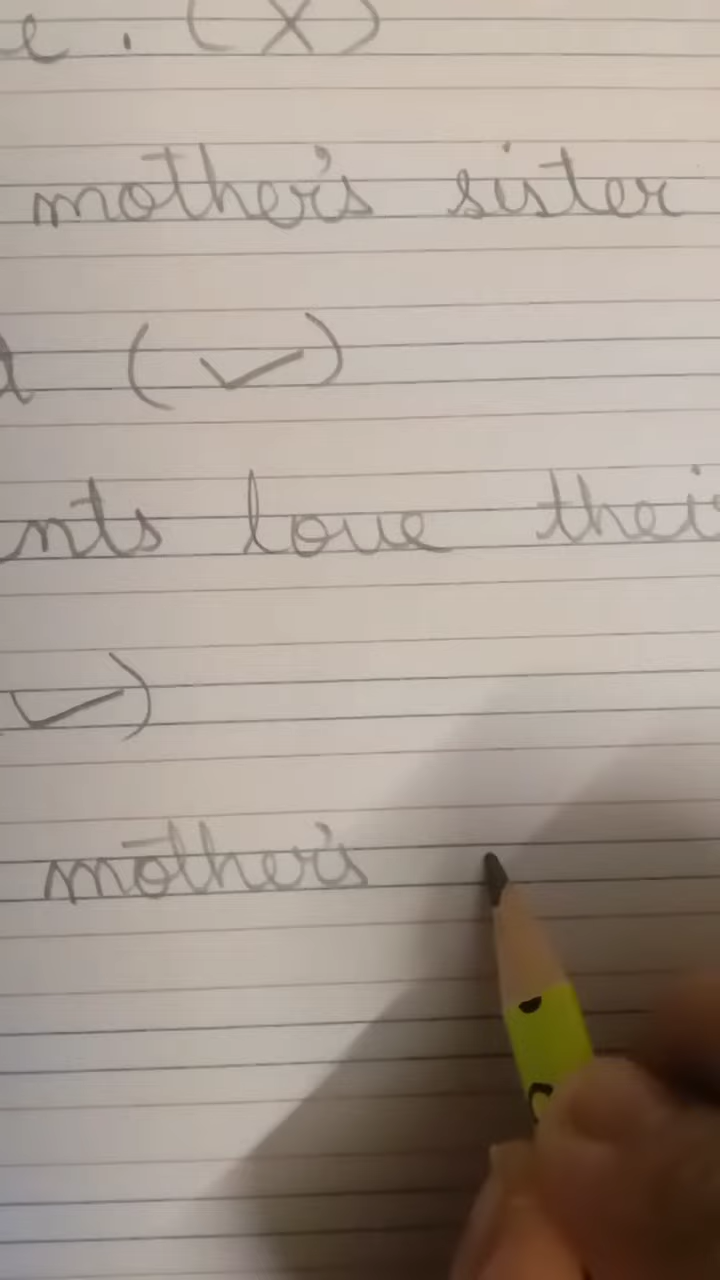 e. (X)
mother's sister
(✓)
nts love thei
✓)
mother's